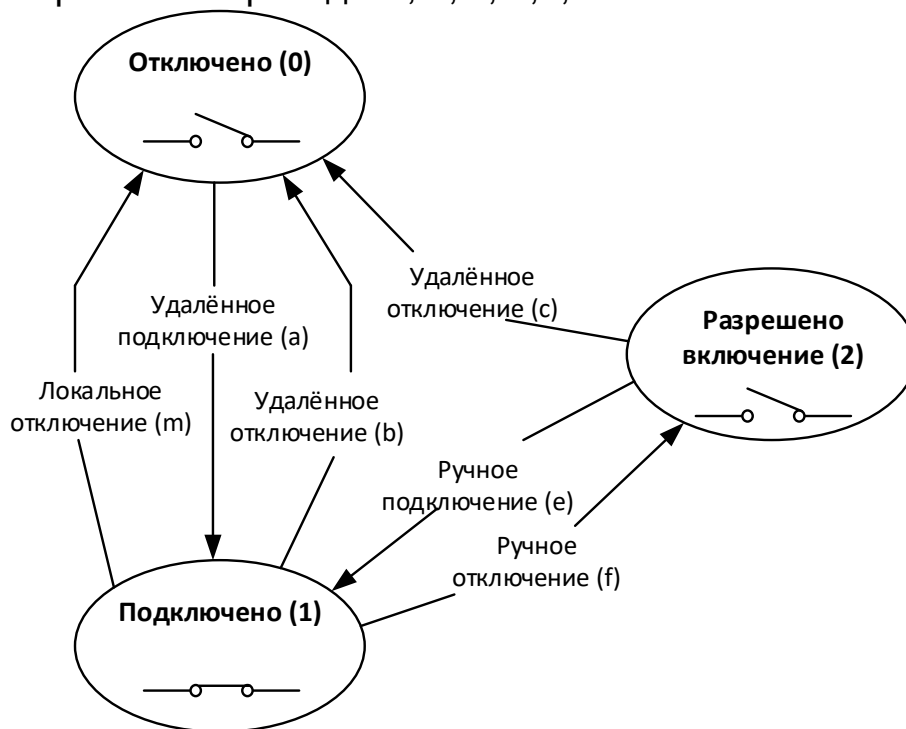 Отключено (0)
Удалённое
отключение (c)
Удалённое
подключение (a)
Разрешено
включение (2)
Локальное
отключение (m)
Удалённое
отключение (b)
Ручное
подключение (e)
Ручное
отключение (f)
Подключено (1)